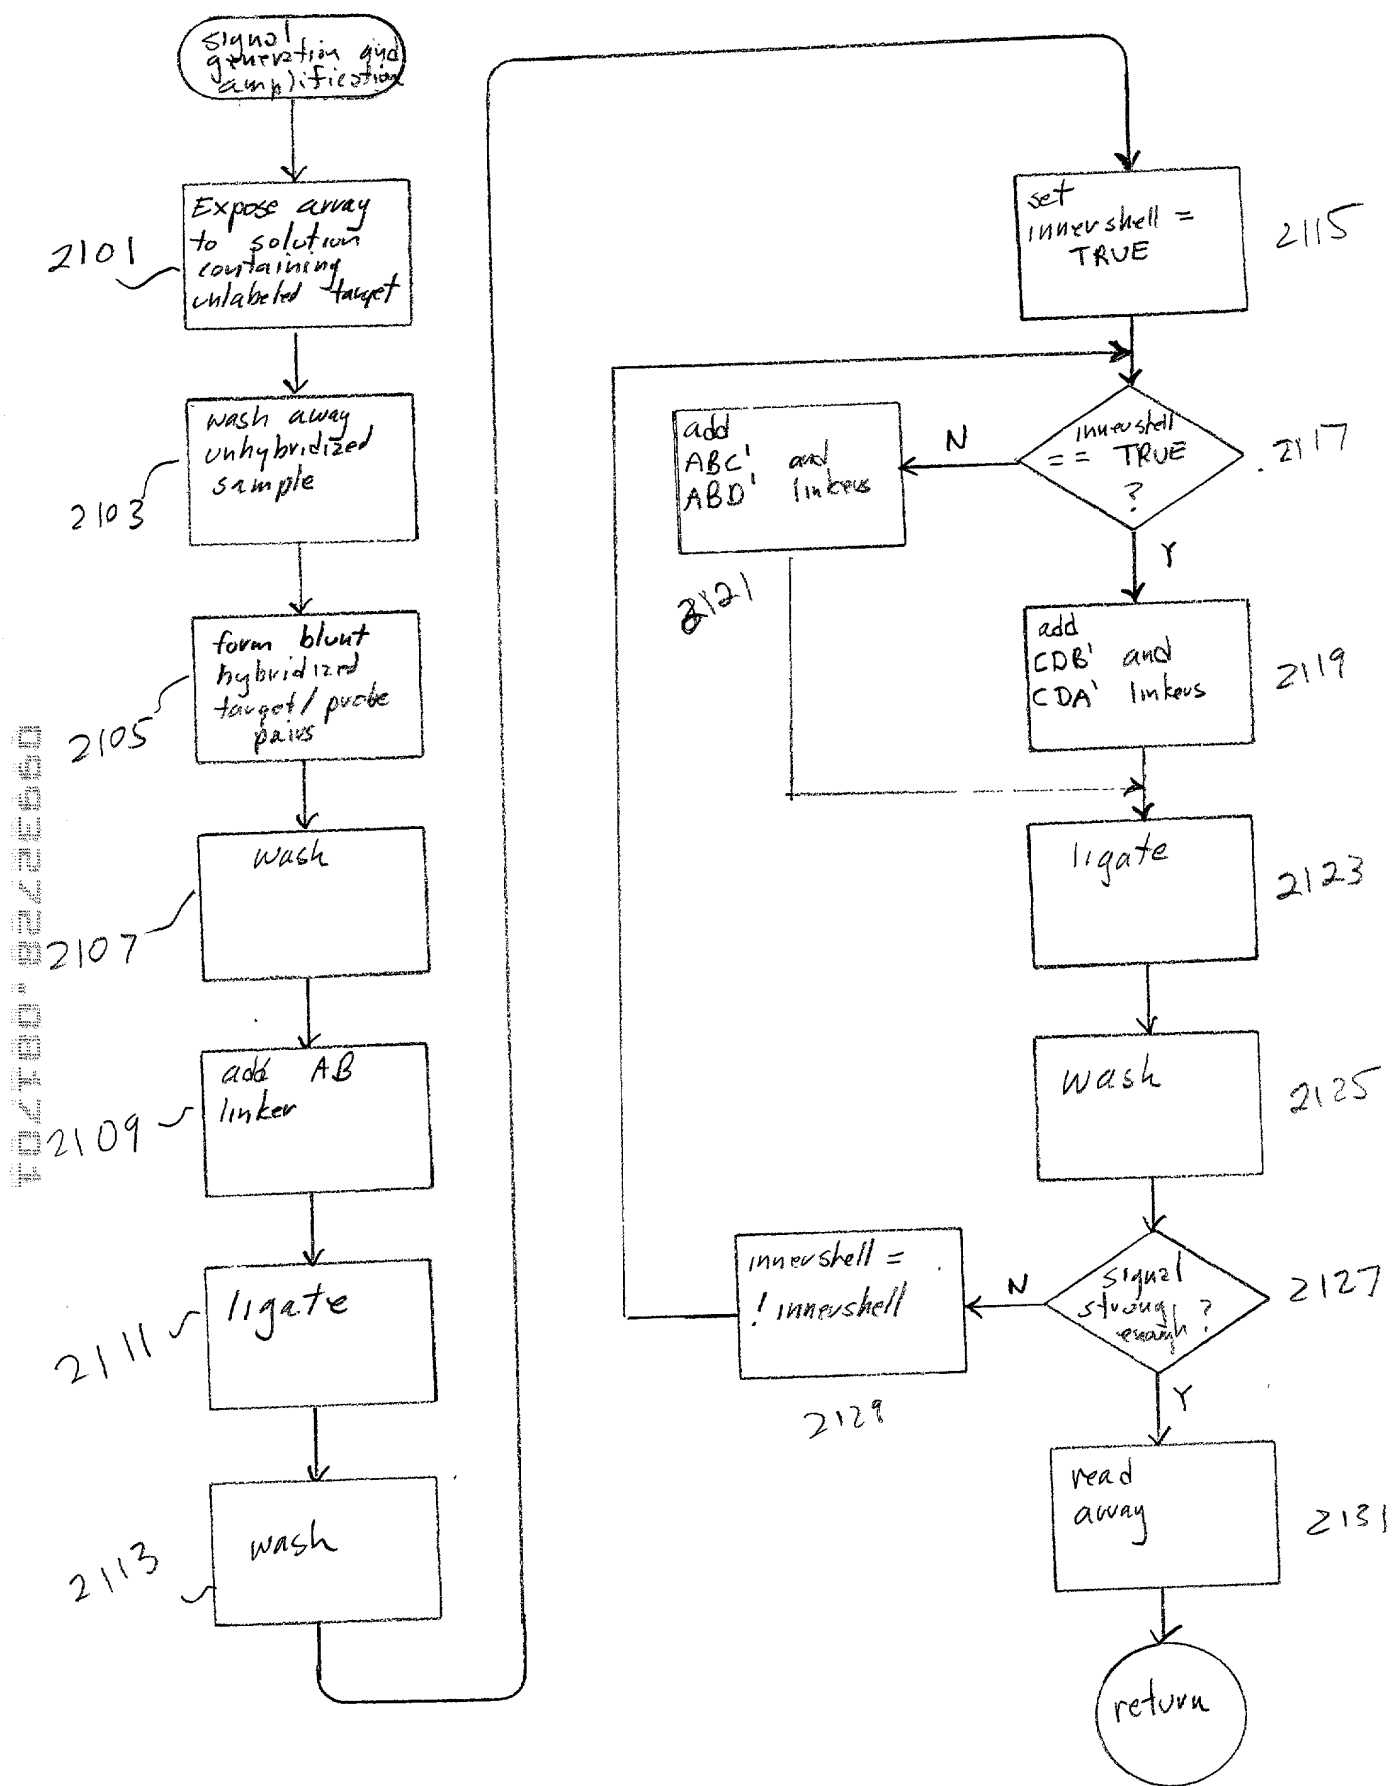 signal
generation and
amplification
2101
Expose array
to solution
containing
unlabeled target
2103
wash away
unhybridized
sample
2105
form blunt
hybridized
target/probe
pairs
2107
wash
2109
add AB
linker
2111
ligate
2113
wash
set
innershell =
TRUE
2115
innershell
== TRUE
?
2117
N
Y
add
ABC' and
ABD' linkers
2121
add
CDB' and
CDA' linkers
2119
ligate
2123
wash
2125
signal
strong
enough?
2127
N
Y
innershell =
! innershell
2129
read
array
2131
return